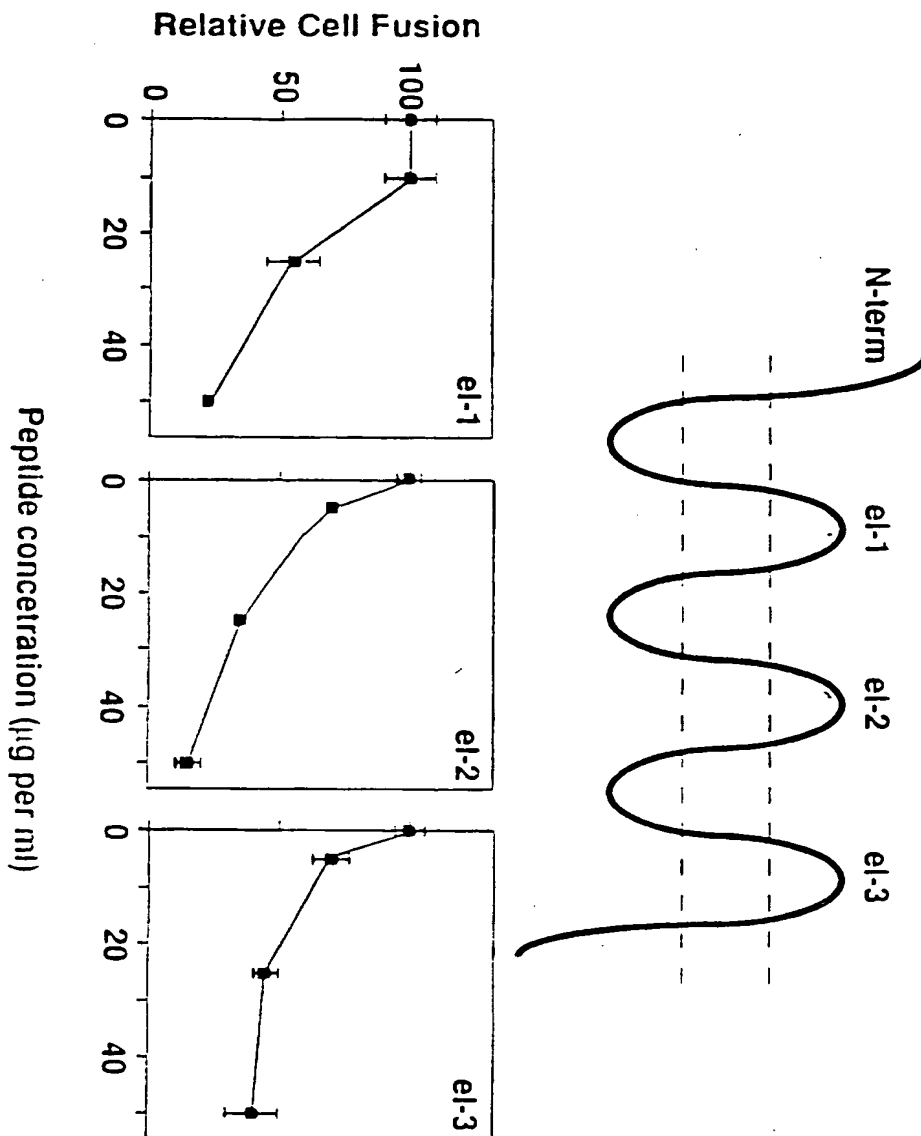 N-term el-1 el-2 el-3
Relative Cell Fusion
100
50
0
el-1 el-2 el-3
0 20 40 0 20 40 0 20 40
Peptide concetration (µg per ml)